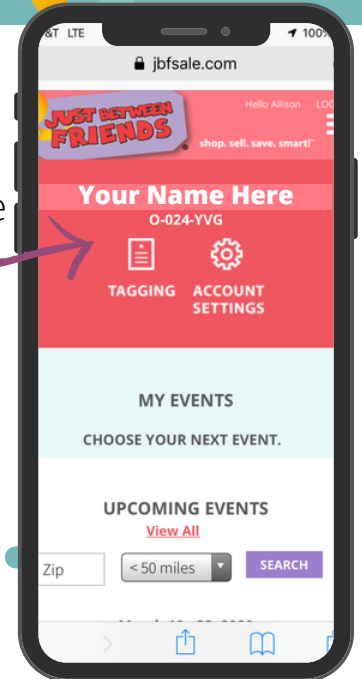 &T LTE 100%
jbfsale.com
Hello Allison LOG
JUST BETWEEN
FRIENDS
shop. sell. save. smart!™
e
Your Name Here
O-024-YVG
TAGGING ACCOUNT
SETTINGS
MY EVENTS
CHOOSE YOUR NEXT EVENT.
UPCOMING EVENTS
View All
Zip < 50 miles SEARCH